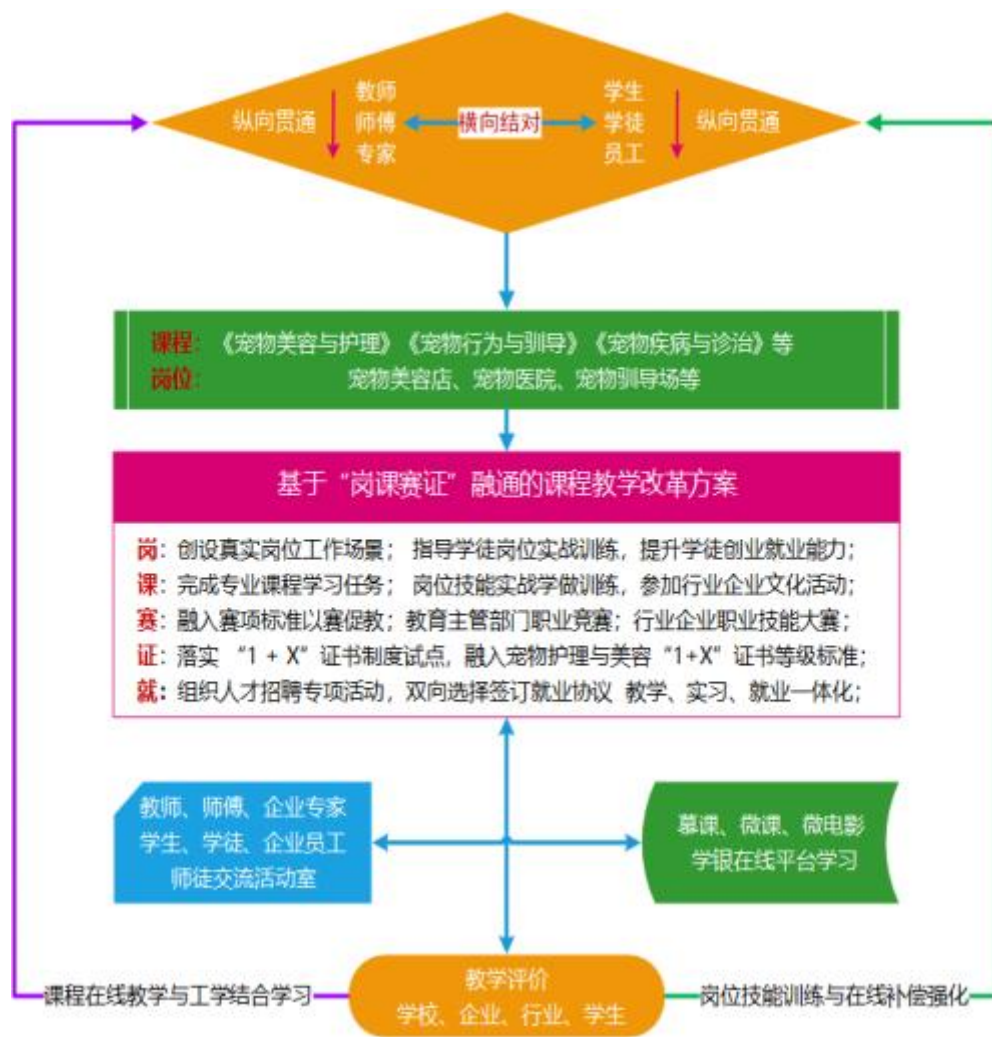 教师
学生
纵向贯通
师傅
横向结对
学徒
纵向贯通
专家
员工
课程：《宠物美容与护理》《宠物行为与驯导》《宠物疾病与诊治》等
岗位： 宠物美容店、宠物医院、宠物驯导场等
基于“岗课赛证”融通的课程教学改革方案
岗：创设真实岗位工作场景； 指导学徒岗位实战训练，提升学徒创业就业能力；
课：完成专业课程学习任务； 岗位技能实战学做训练，参加行业企业文化活动；
赛：融入赛项标准以赛促教；教育主管部门职业竞赛；行业企业职业技能大赛；
证：落实 “1 + X”证书制度试点，融入宠物护理与美容“1+X”证书等级标准；
就：组织人才招聘专项活动，双向选择签订就业协议 教学、实习、就业一体化；
教师、师傅、企业专家
学生、学徒、企业员工
师徒交流活动室
慕课、微课、微电影
学银在线平台学习
教学评价
学校、企业、行业、学生
课程在线教学与工学结合学习
岗位技能训练与在线补偿强化